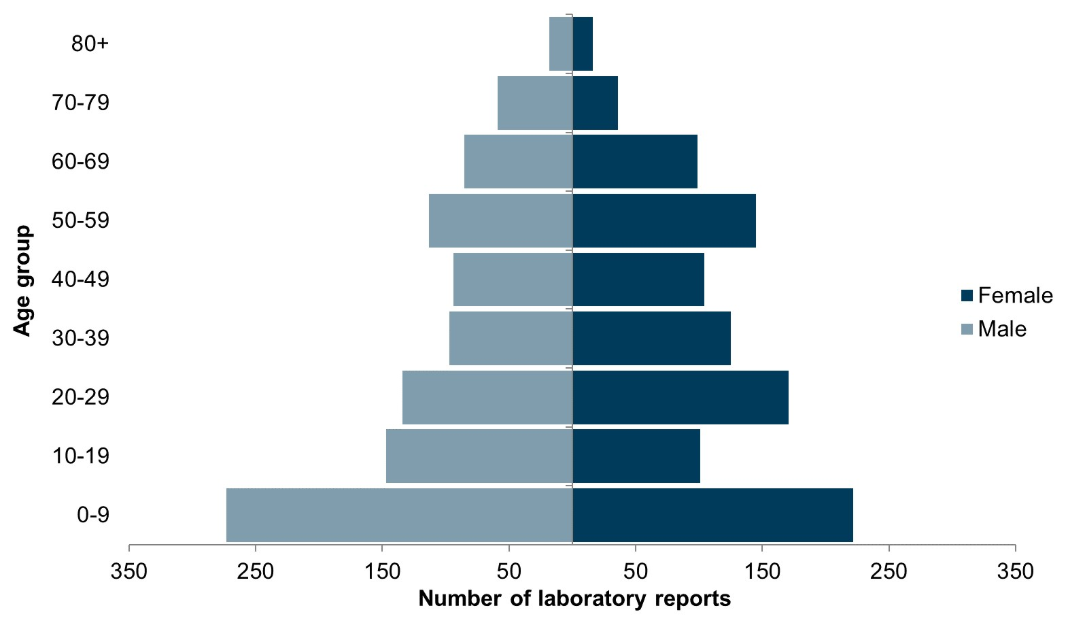 80+
70-79
60-69
50-59
40-49
30-39
20-29
10-19
0-9
Age group
350 250 150 50 50 150 250 350
Number of laboratory reports
Female
Male